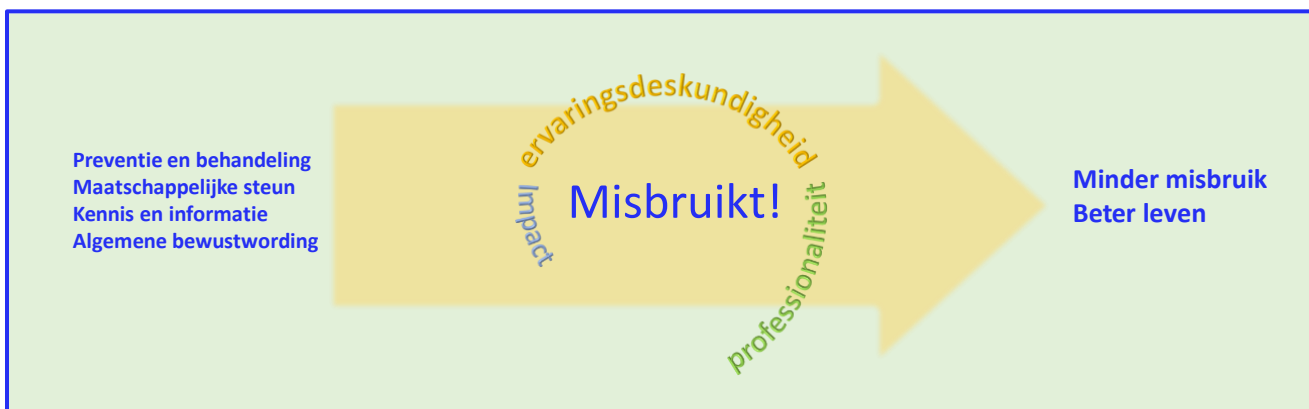 Preventie en behandeling
Maatschappelijke steun
Kennis en informatie
Algemene bewustwording
Impact
ervaringsdeskundigheid
professionaliteit
Misbruikt!
Minder misbruik
Beter leven